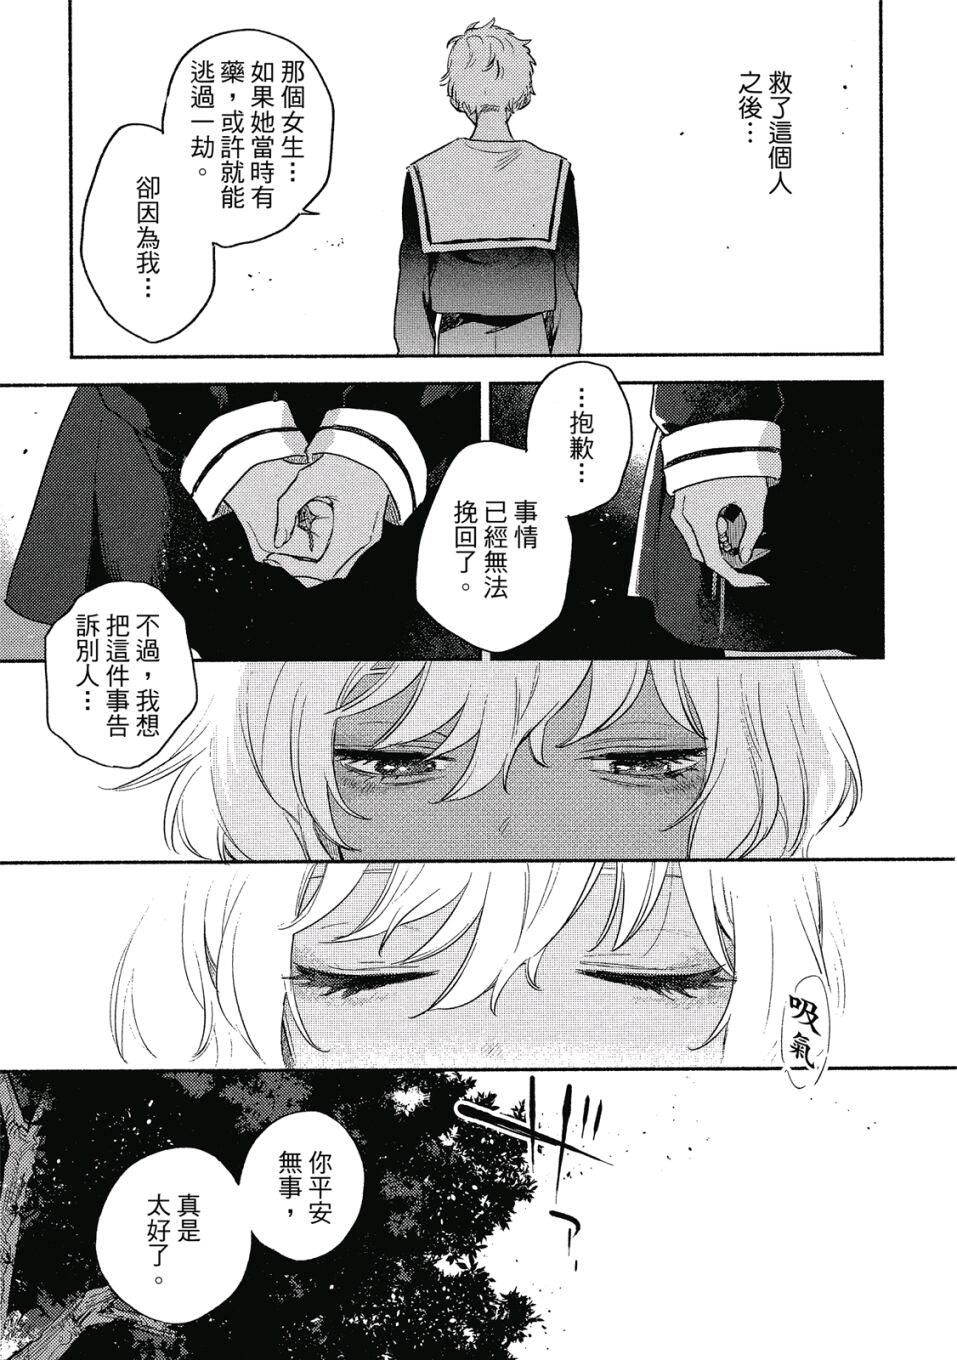 救了這個人
之後…
那個女生…
如果她當時有
藥，或許就能
逃過一劫。
卻因為我…
…抱歉…
事情
已經無法
挽回了。
不過，我想
把這件事告
訴別人…
吸氣
你平安
無事，
真是
太好了。